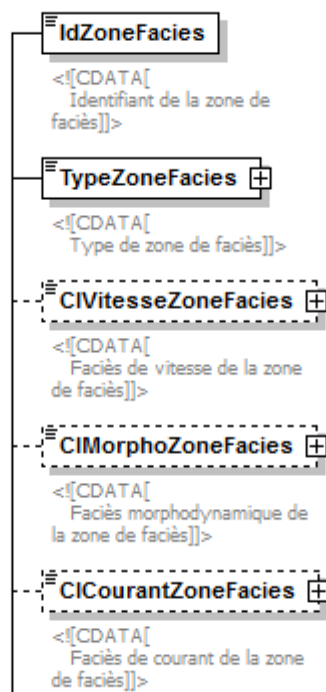 IdZoneFacies
<![CDATA[
Identifiant de la zone de
faciès]]>
TypeZoneFacies
<![CDATA[
Type de zone de faciès]]>
ClVitesseZoneFacies
<![CDATA[
Faciès de vitesse de la zone
de faciès]]>
ClMorphoZoneFacies
<![CDATA[
Faciès morphodynamique de
la zone de faciès]]>
ClCourantZoneFacies
<![CDATA[
Faciès de courant de la zone
de faciès]]>